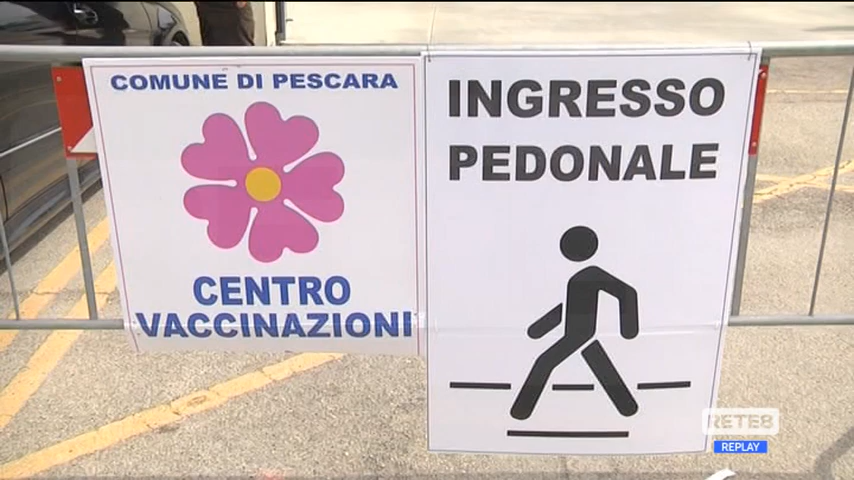 COMUNE DI PESCARA
CENTRO
VACCINAZIONI
INGRESSO
PEDONALE
RETE8
REPLAY